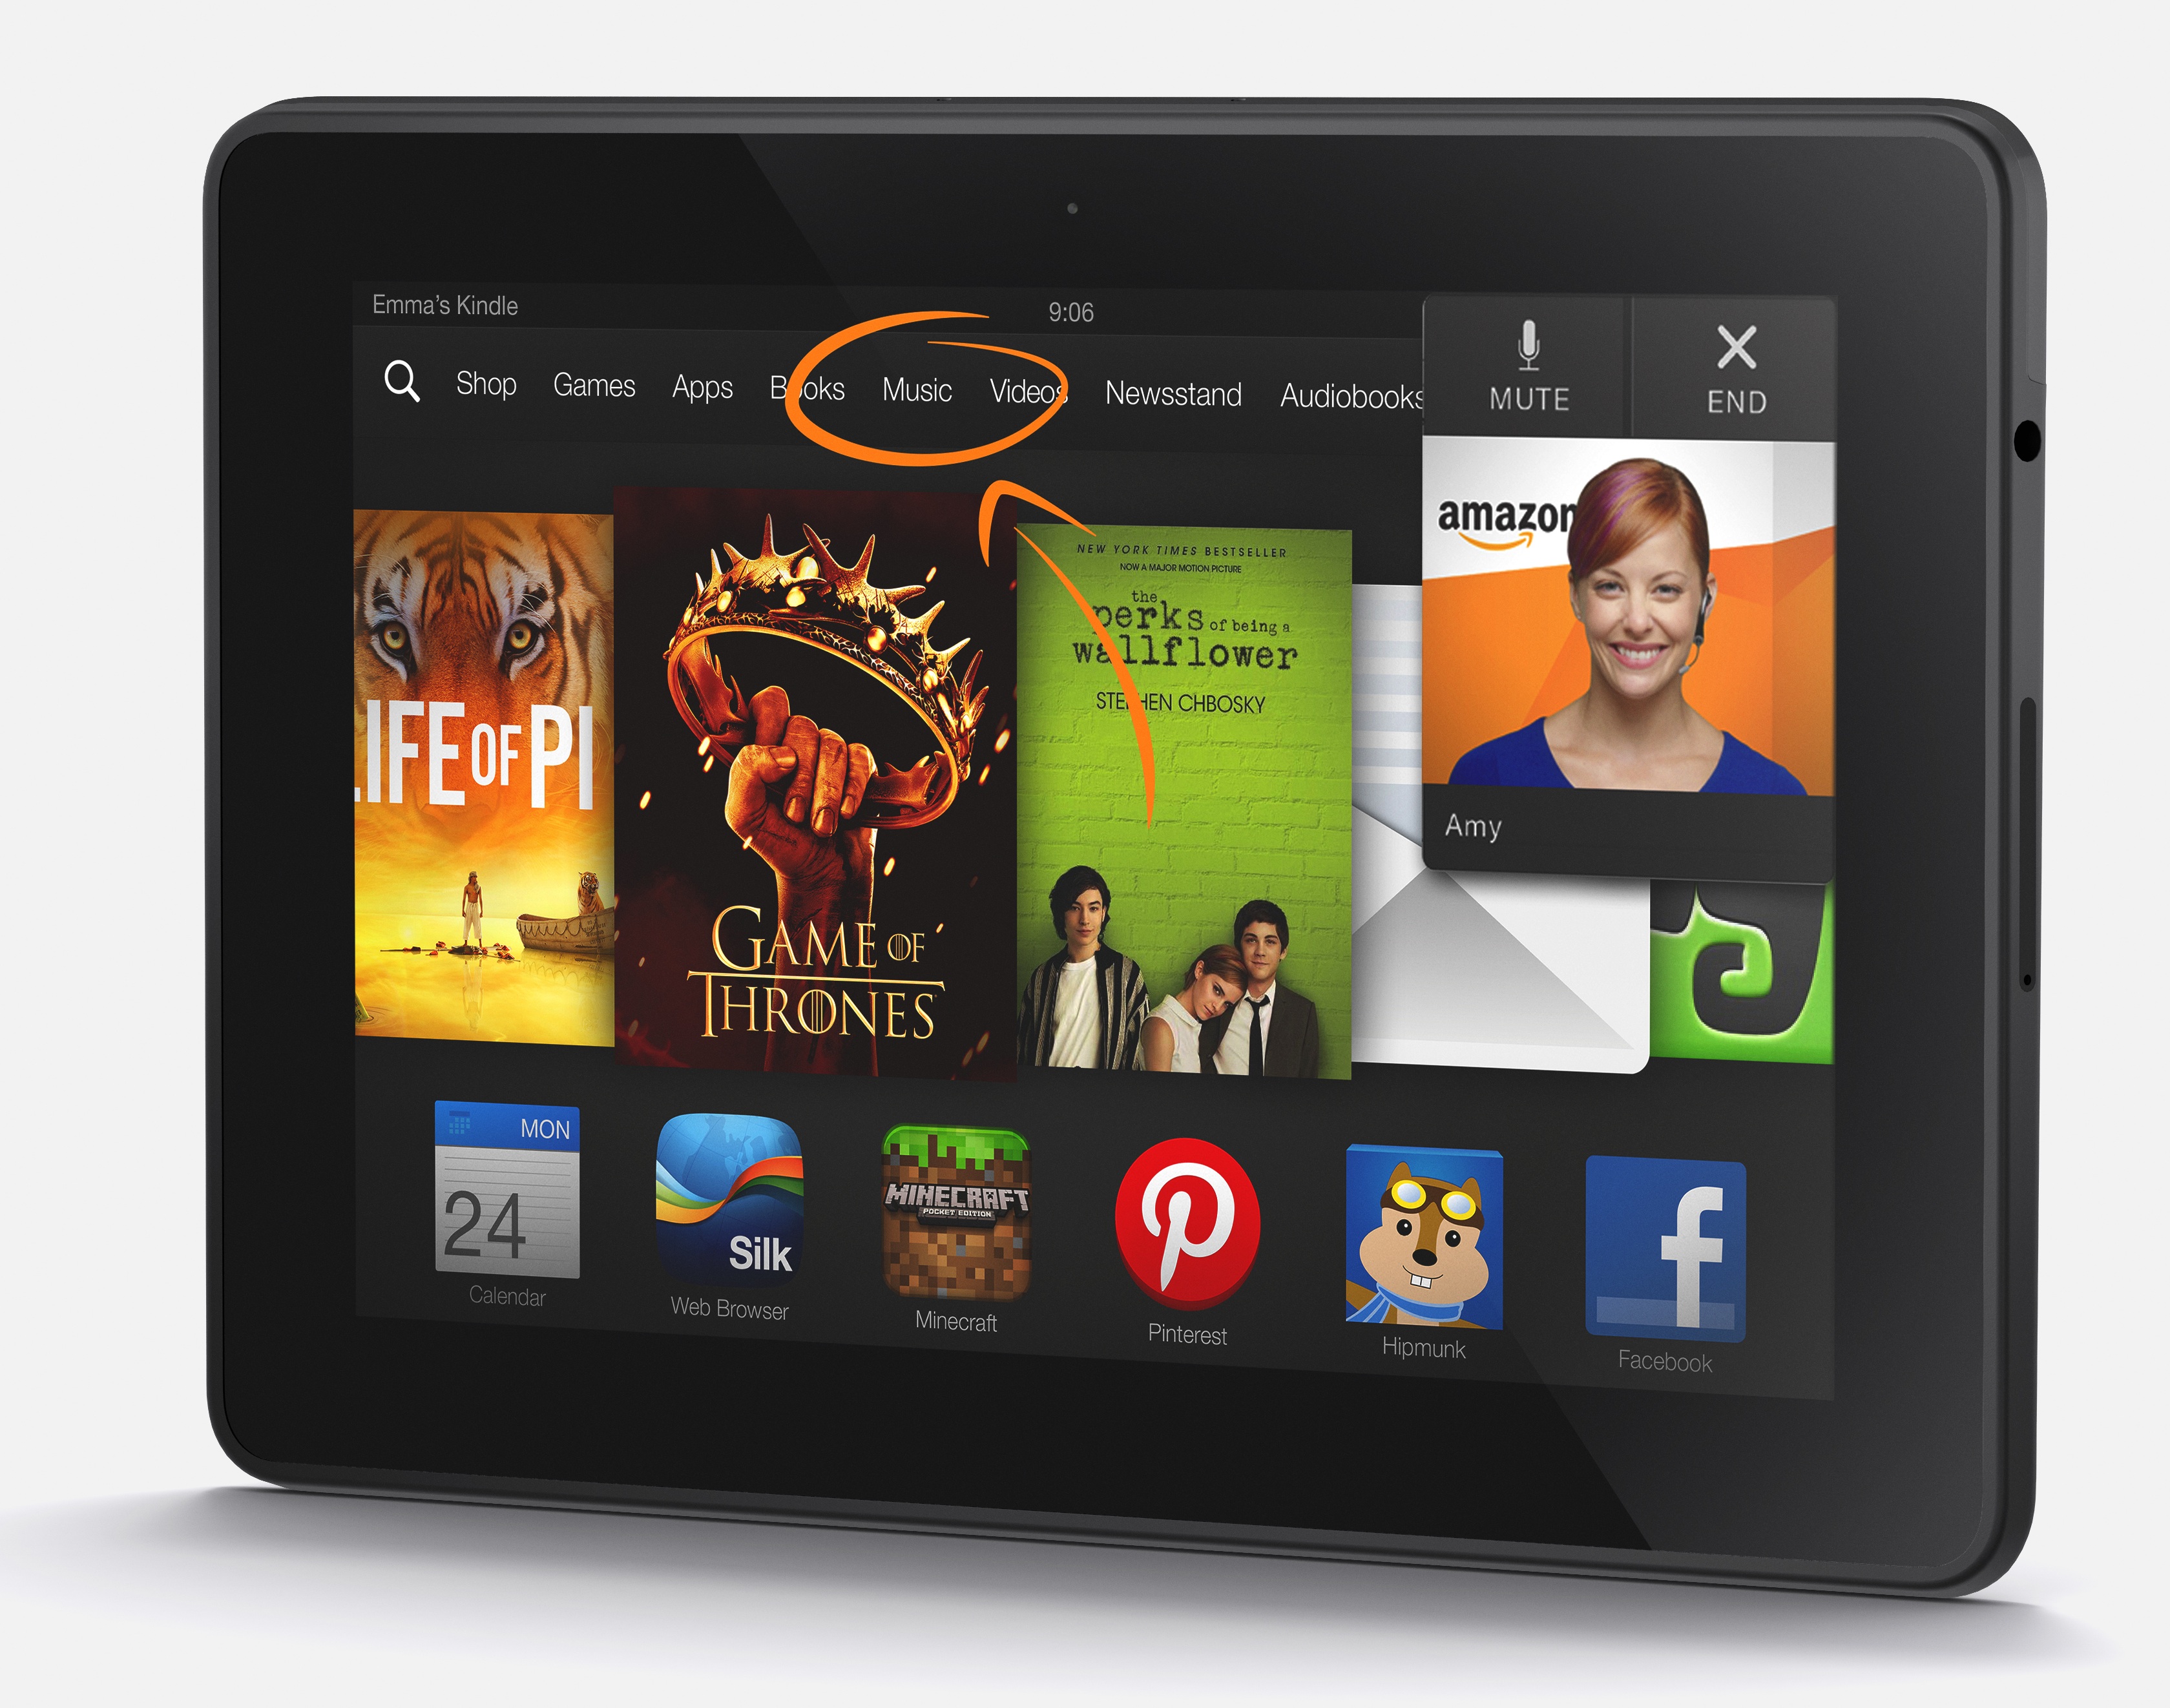 Emma's Kindle
9:06
Shop Games Apps Books Music Videos Newsstand Audiobooks
MUTE
END
amazon
Amy
LIFE OF PI
GAME OF
THRONES
NEW YORK TIMES BESTSELLER
NOW A MAJOR MOTION PICTURE
the
perks of being a
wallflower
STEPHEN CHBOSKY
MON
24
Calendar
Silk
Web Browser
MINECRAFT
POCKET EDITION
Minecraft
Pinterest
Hipmunk
f
Facebook